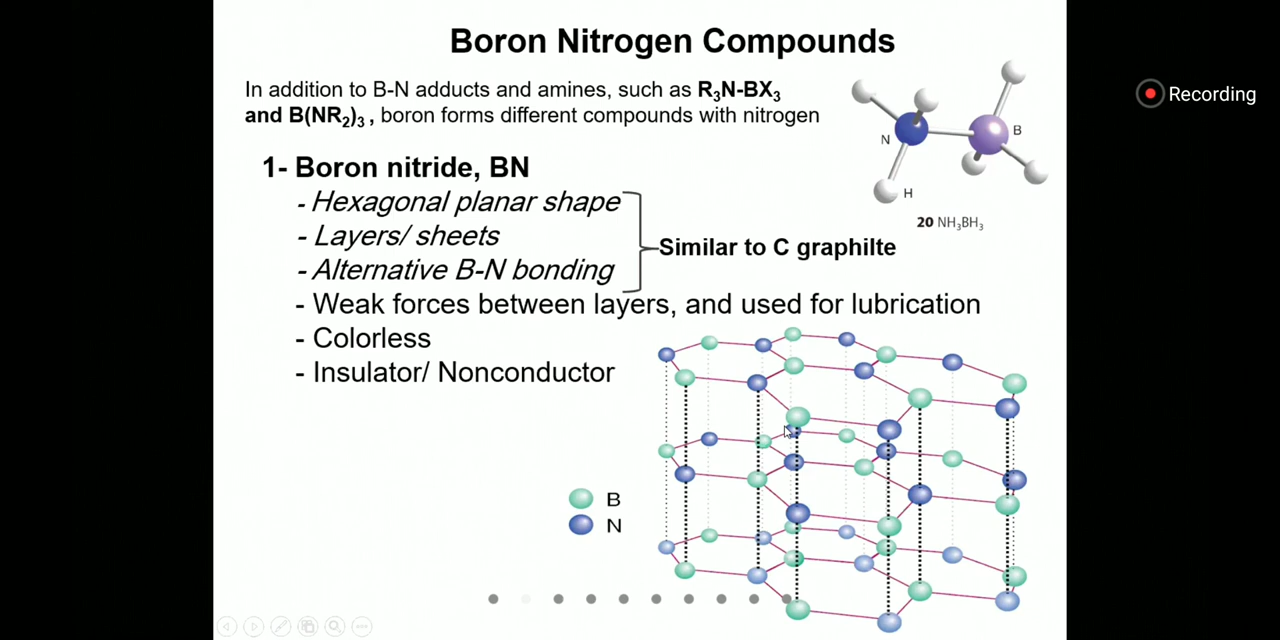 Boron Nitrogen Compounds
In addition to B-N adducts and amines, such as R₃N-BX₃
and B(NR₂)₃ , boron forms different compounds with nitrogen
Recording
N
B
H
20 NH₃BH₃
1- Boron nitride, BN
- Hexagonal planar shape
- Layers/ sheets
- Alternative B-N bonding
Similar to C graphilte
- Weak forces between layers, and used for lubrication
- Colorless
- Insulator/ Nonconductor
B
N